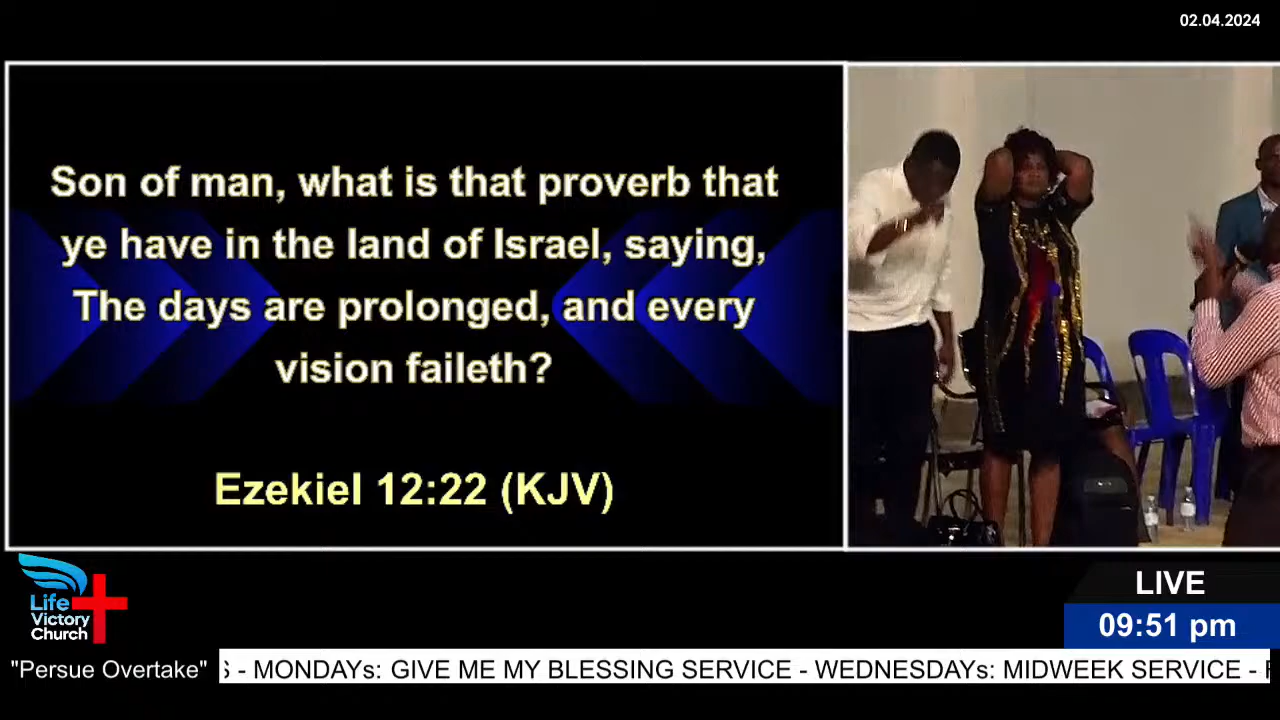 02.04.2024
Son of man, what is that proverb that
ye have in the land of Israel, saying,
The days are prolonged, and every
vision faileth?
Ezekiel 12:22 (KJV)
Life
Victory
Church
LIVE
09:51 pm
"Persue Overtake"
- MONDAYs: GIVE ME MY BLESSING SERVICE - WEDNESDAYs: MIDWEEK SERVICE -